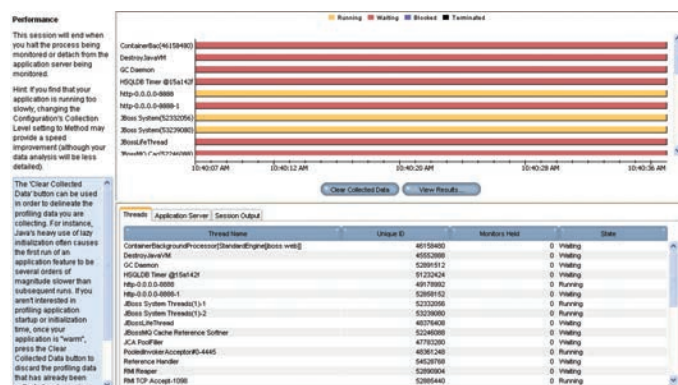 Performance
This session will end when
you halt the process being
monitored or detach from the
application server being
monitored.
Hint: If you find that your
application is running too
slowly, changing the
Configuration's Collection
Level setting to Method may
provide a speed
improvement (although your
data analysis will be less
detailed).
The 'Clear Collected
Data' button can be used
in order to delineate the
profiling data you are
collecting. For instance,
Java's heavy use of lazy
initialization often causes
the first run of an
application feature to be
several orders of
magnitude slower than
subsequent runs. If you
aren't interested in
profiling application
startup or initialization
time, once your
application is "warm",
press the Clear
Collected Data button to
discard the profiling data
that has already been
Running Waiting Blocked Terminated
ContainerBac(46158480)
DestroyJavaVM
GC Daemon
HSQLDB Timer @15a142f
http-0.0.0.0-8888
http-0.0.0.0-8888-1
JBoss System(52332056)
JBoss System(53239080)
JBossLifeThread
JBossMQ Cac(52246088)
10:40:07 AM 10:40:12 AM 10:40:20 AM 10:40:28 AM 10:40:36 AM
Clear Collected Data View Results...
Threads Application Server Session Output
Thread Name Unique ID Monitors Held State
ContainerBackgroundProcessor[StandardEngine[jboss.web]] 46158480 0 Waiting
DestroyJavaVM 45552888 0 Waiting
GC Daemon 52891512 0 Waiting
HSQLDB Timer @15a142f 51232424 0 Waiting
http-0.0.0.0-8888 49178992 0 Running
http-0.0.0.0-8888-1 52858152 0 Waiting
JBoss System Threads(1)-1 52332056 0 Running
JBoss System Threads(1)-2 53239080 0 Running
JBossLifeThread 48376408 0 Waiting
JBossMQ Cache Reference Softner 52246088 0 Waiting
JCA PoolFiller 47783280 0 Waiting
PooledInvokerAcceptor#0-4445 48361248 0 Running
Reference Handler 54528768 0 Waiting
RMI Reaper 52890904 0 Waiting
RMI TCP Accept-1098 52885440 0 Running